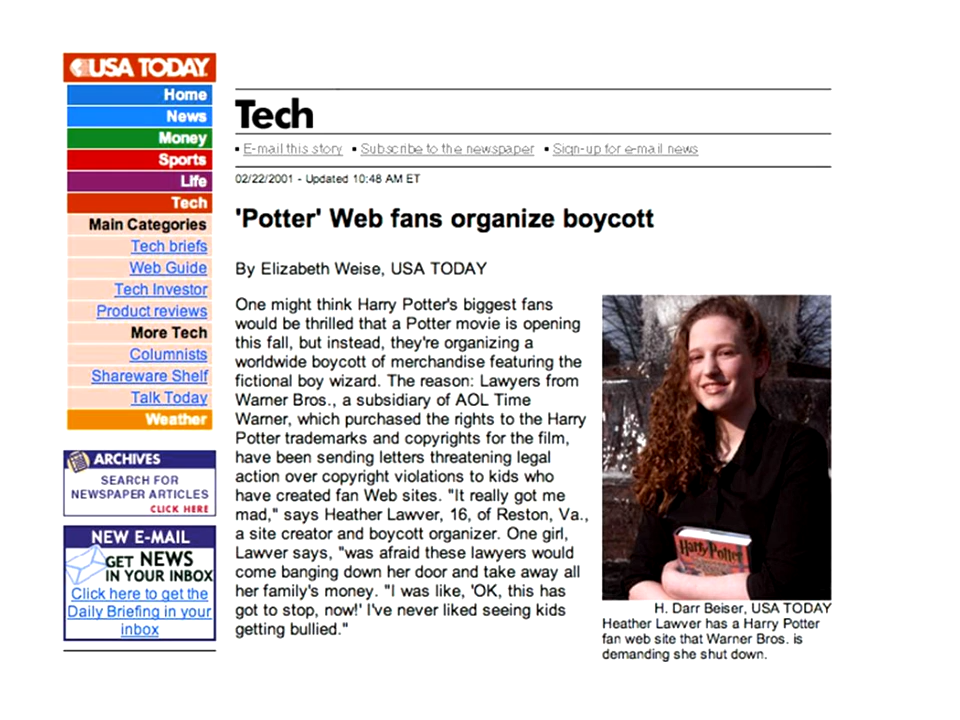 USA TODAY
Home
News
Money
Sports
Life
Tech
Main Categories
Tech briefs
Web Guide
Tech Investor
Product reviews
More Tech
Columnists
Shareware Shelf
Talk Today
Weather
ARCHIVES
SEARCH FOR
NEWSPAPER ARTICLES
CLICK HERE
NEW E-MAIL
GET NEWS
IN YOUR INBOX
Click here to get the
Daily Briefing in your
inbox
Tech
▪ E-mail this story ▪ Subscribe to the newspaper ▪ Sign-up for e-mail news
02/22/2001 - Updated 10:48 AM ET
'Potter' Web fans organize boycott
By Elizabeth Weise, USA TODAY
One might think Harry Potter's biggest fans
would be thrilled that a Potter movie is opening
this fall, but instead, they're organizing a
worldwide boycott of merchandise featuring the
fictional boy wizard. The reason: Lawyers from
Warner Bros., a subsidiary of AOL Time
Warner, which purchased the rights to the Harry
Potter trademarks and copyrights for the film,
have been sending letters threatening legal
action over copyright violations to kids who
have created fan Web sites. "It really got me
mad," says Heather Lawver, 16, of Reston, Va.,
a site creator and boycott organizer. One girl,
Lawver says, "was afraid these lawyers would
come banging down her door and take away all
her family's money. "I was like, 'OK, this has
got to stop, now!' I've never liked seeing kids
getting bullied."
Harry Potter
H. Darr Beiser, USA TODAY
Heather Lawver has a Harry Potter
fan web site that Warner Bros. is
demanding she shut down.